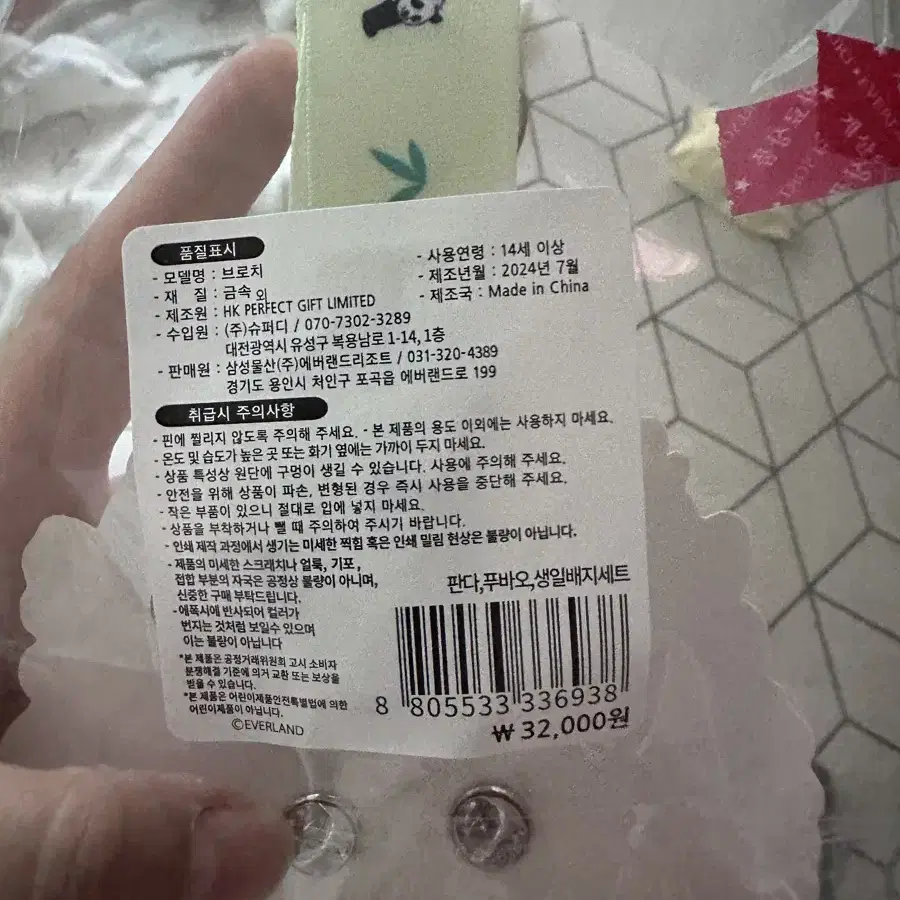 품질표시
- 모델명 : 브로치
- 재 질 : 금속 외
- 제조원 : HK PERFECT GIFT LIMITED
- 수입원 : (주)슈퍼디 / 070-7302-3289
대전광역시 유성구 복용남로 1-14, 1층
- 판매원 : 삼성물산(주)에버랜드리조트 / 031-320-4389
경기도 용인시 처인구 포곡읍 에버랜드로 199
- 사용연령 : 14세 이상
- 제조년월 : 2024년 7월
- 제조국 : Made in China
취급시 주의사항
- 핀에 찔리지 않도록 주의해 주세요. - 본 제품의 용도 이외에는 사용하지 마세요.
- 온도 및 습도가 높은 곳 또는 화기 옆에는 가까이 두지 마세요.
- 상품 특성상 원단에 구멍이 생길 수 있습니다. 사용에 주의해 주세요.
- 안전을 위해 상품이 파손, 변형된 경우 즉시 사용을 중단해 주세요.
- 작은 부품이 있으니 절대로 입에 넣지 마세요.
- 상품을 부착하거나 뺄 때 주의하여 주시기 바랍니다.
- 인쇄 제작 과정에서 생기는 미세한 찍힘 혹은 인쇄 밀림 현상은 불량이 아닙니다.
- 제품의 미세한 스크래치나 얼룩, 기포,
접합 부분의 자국은 공정상 불량이 아니며,
신중한 구매 부탁드립니다.
- 에폭시에 반사되어 컬러가
번지는 것처럼 보일수 있으며
이는 불량이 아닙니다
*본 제품은 공정거래위원회 고시 소비자
분쟁해결 기준에 의거 교환 또는 보상을
받을 수 있습니다.
*본 제품은 어린이제품안전특별법에 의한
어린이제품이 아닙니다.
©EVERLAND
판다,푸바오,생일배지세트
8 805533 336938
₩ 32,000원